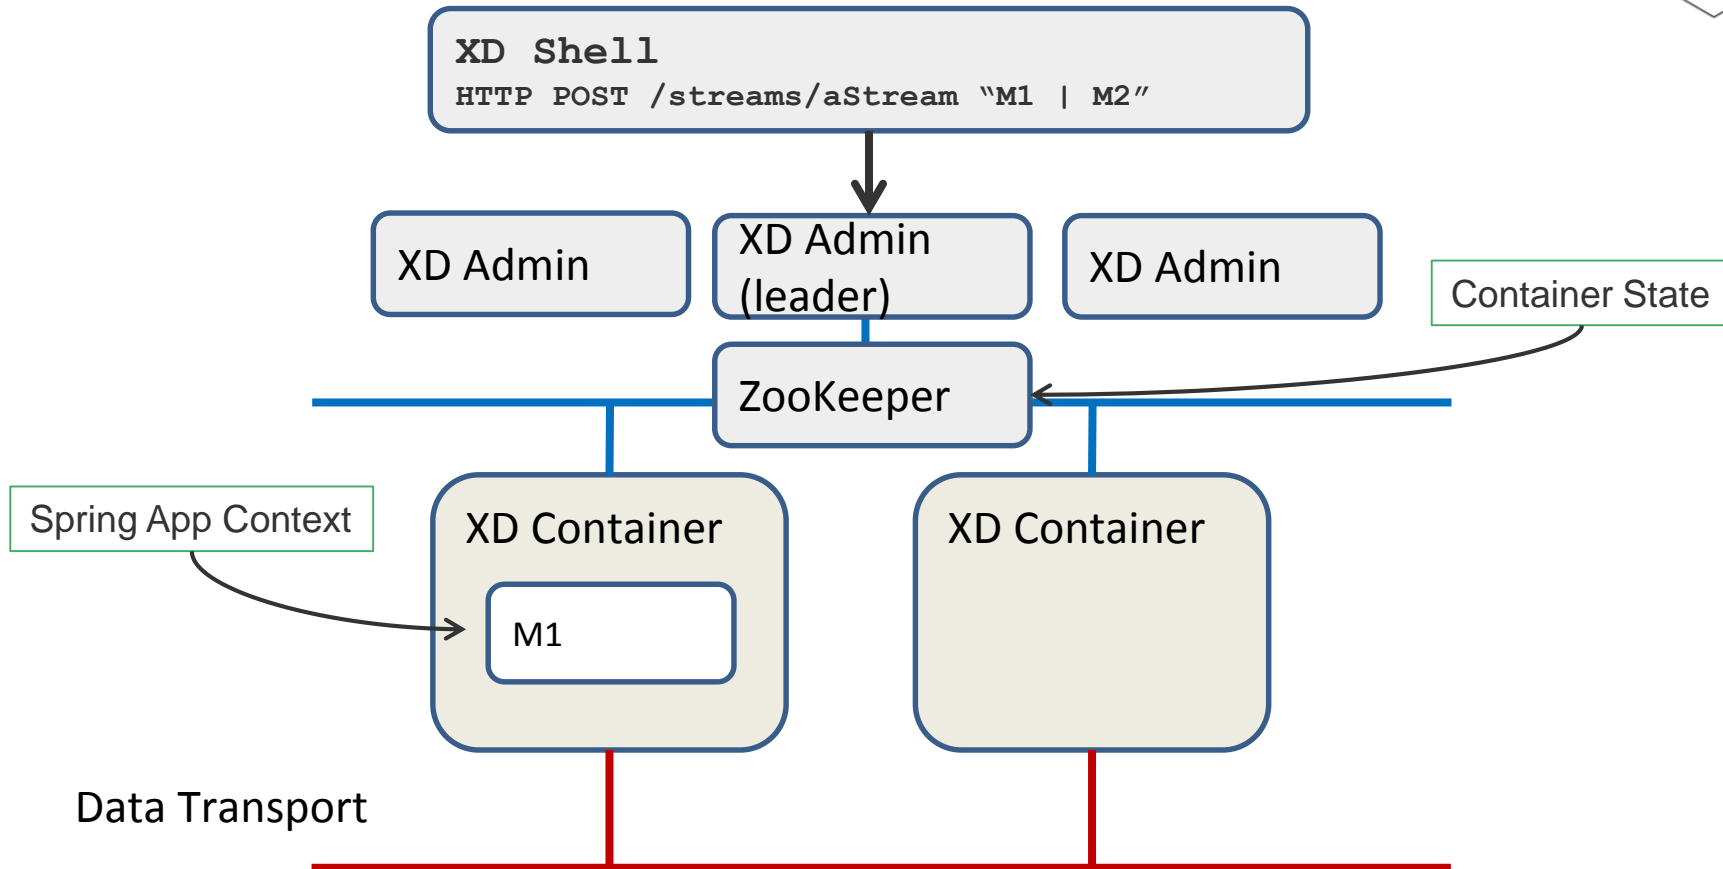 XD Shell
HTTP POST /streams/aStream “M1 | M2”
XD Admin
XD Admin
(leader)
XD Admin
Container State
ZooKeeper
Spring App Context
XD Container
XD Container
M1
Data Transport